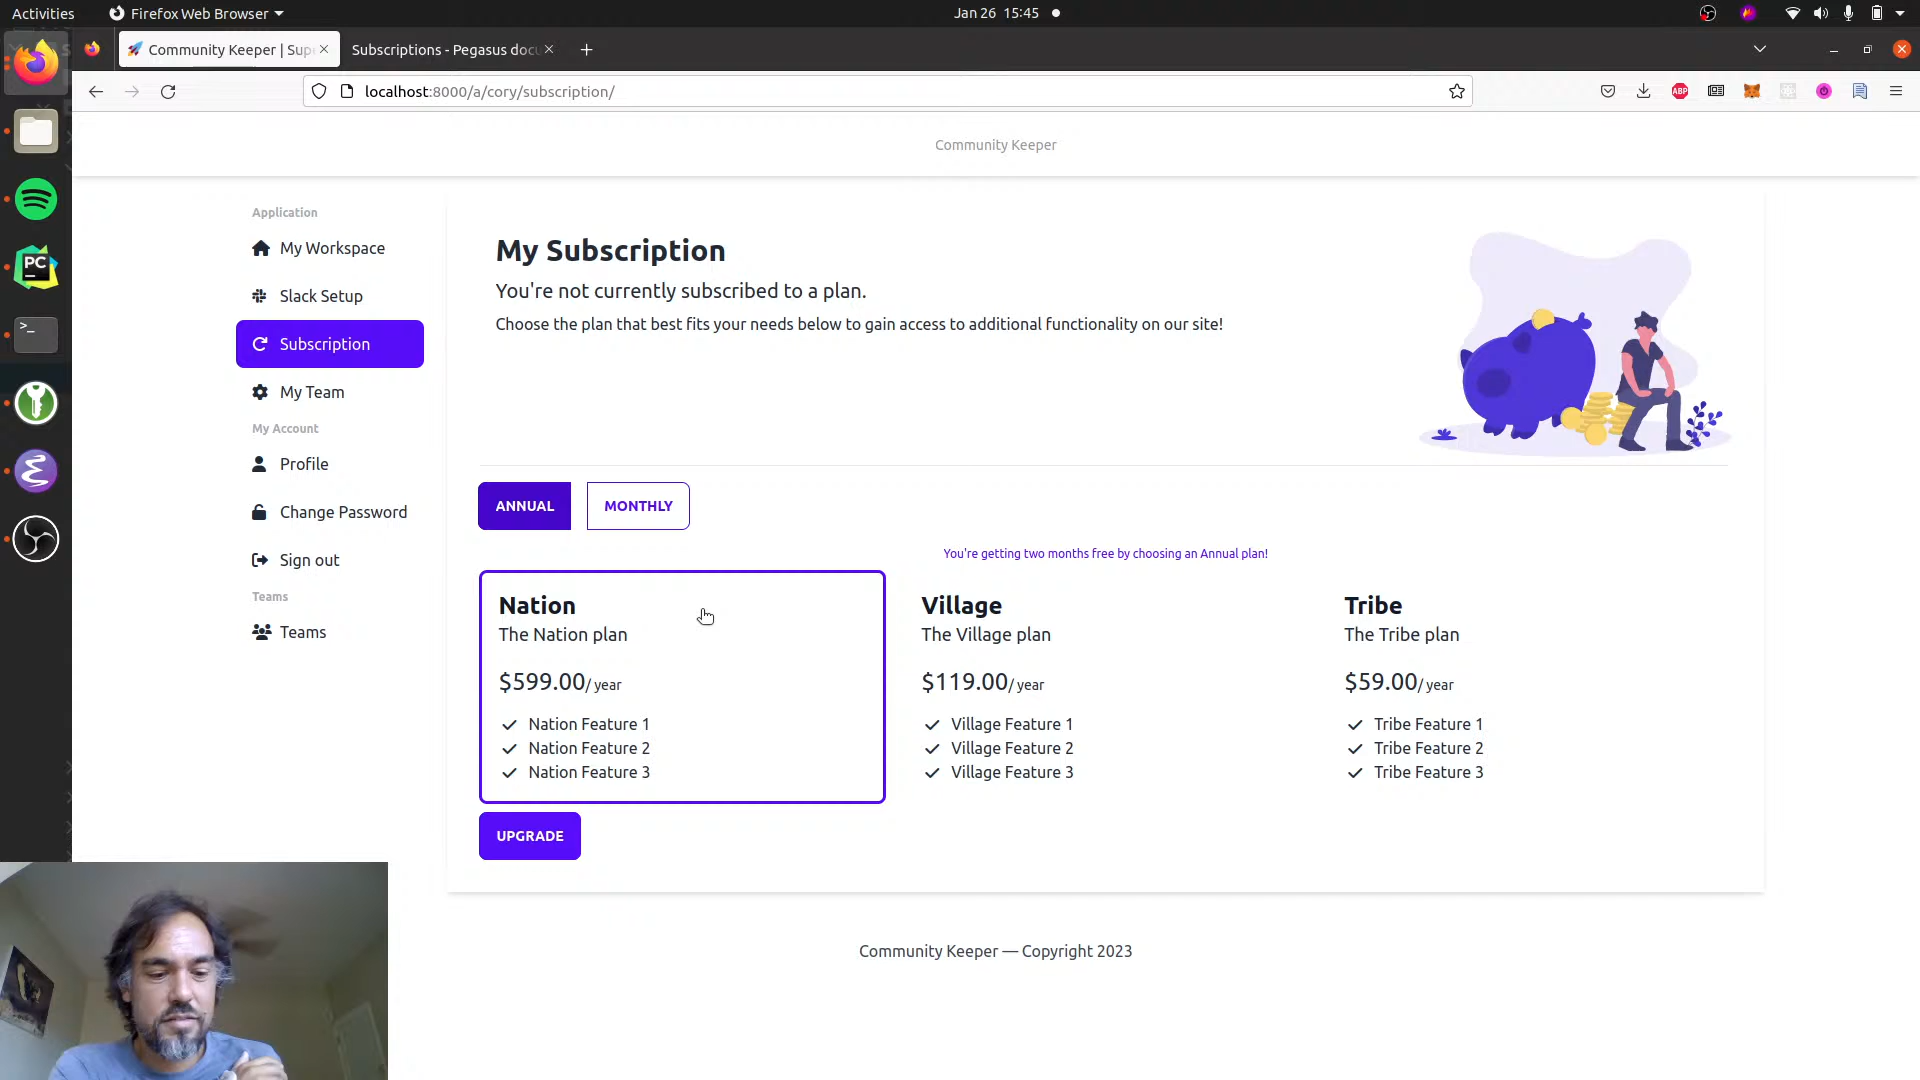 Activities
Firefox Web Browser
Jan 26 15:45
Community Keeper | Sup
Subscriptions - Pegasus docu
localhost:8000/a/cory/subscription/
ABP
Community Keeper
Application
My Workspace
Slack Setup
Subscription
My Team
My Account
Profile
Change Password
Sign out
Teams
Teams
My Subscription
You're not currently subscribed to a plan.
Choose the plan that best fits your needs below to gain access to additional functionality on our site!
ANNUAL
MONTHLY
You're getting two months free by choosing an Annual plan!
Nation
The Nation plan
$599.00/ year
Nation Feature 1
Nation Feature 2
Nation Feature 3
Village
The Village plan
$119.00/ year
Village Feature 1
Village Feature 2
Village Feature 3
Tribe
The Tribe plan
$59.00/ year
Tribe Feature 1
Tribe Feature 2
Tribe Feature 3
UPGRADE
Community Keeper — Copyright 2023
PC
>_